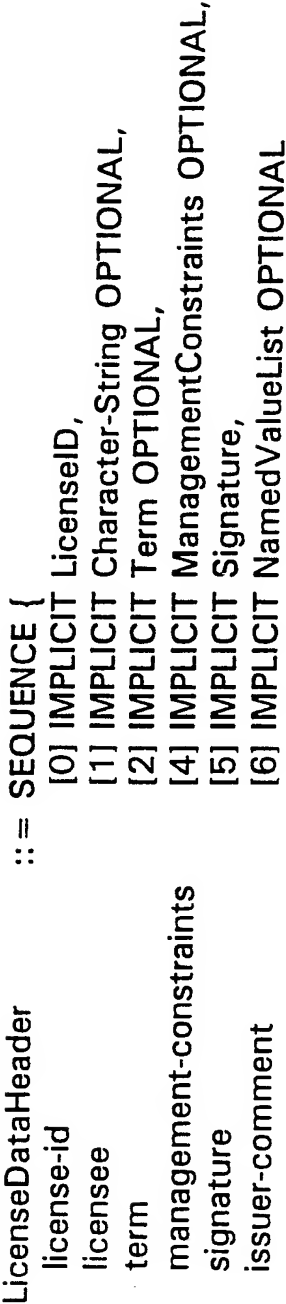 LicenseDataHeader ::= SEQUENCE {
license-id [0] IMPLICIT LicenseID,
licensee [1] IMPLICIT Character-String OPTIONAL,
term [2] IMPLICIT Term OPTIONAL,
management-constraints [4] IMPLICIT ManagementConstraints OPTIONAL,
signature [5] IMPLICIT Signature,
issuer-comment [6] IMPLICIT NamedValueList OPTIONAL